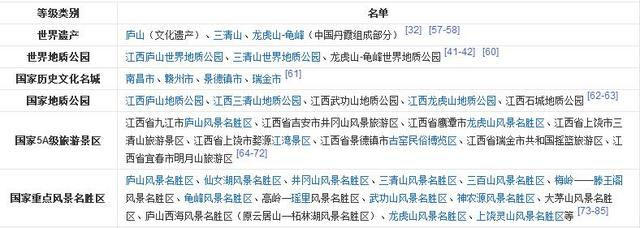 等级类别 名单
世界遗产 庐山（文化遗产）、三清山、龙虎山-龟峰（中国丹霞组成部分） [32] [57-58]
世界地质公园 江西庐山世界地质公园、三清山世界地质公园、龙虎山-龟峰世界地质公园 [41-42] [60]
国家历史文化名城 南昌市、赣州市、景德镇市、瑞金市 [61]
国家地质公园 江西庐山地质公园、江西三清山地质公园、江西武功山地质公园、江西龙虎山地质公园、江西石城地质公园 [62-63]
江西省九江市庐山风景名胜区、江西省吉安市井冈山风景旅游区、江西省鹰潭市龙虎山风景名胜区、江西省上饶市三
国家5A级旅游景区 清山旅游景区、江西省上饶市婺源江湾景区、江西省景德镇市古窑民俗博览区、江西省瑞金市共和国摇篮旅游区、江
西省宜春市明月山旅游区 [64-72]
庐山风景名胜区、仙女湖风景名胜区、井冈山风景名胜区、三清山风景名胜区、三百山风景名胜区、梅岭——滕王阁
国家重点风景名胜区 风景名胜区、龟峰风景名胜区、高岭—瑶里风景名胜区、武功山风景名胜区、神农源风景名胜区、大茅山风景名胜
区、庐山西海风景名胜区（原云居山—柘林湖风景名胜区）、龙虎山风景名胜区、上饶灵山风景名胜区等 [73-85]